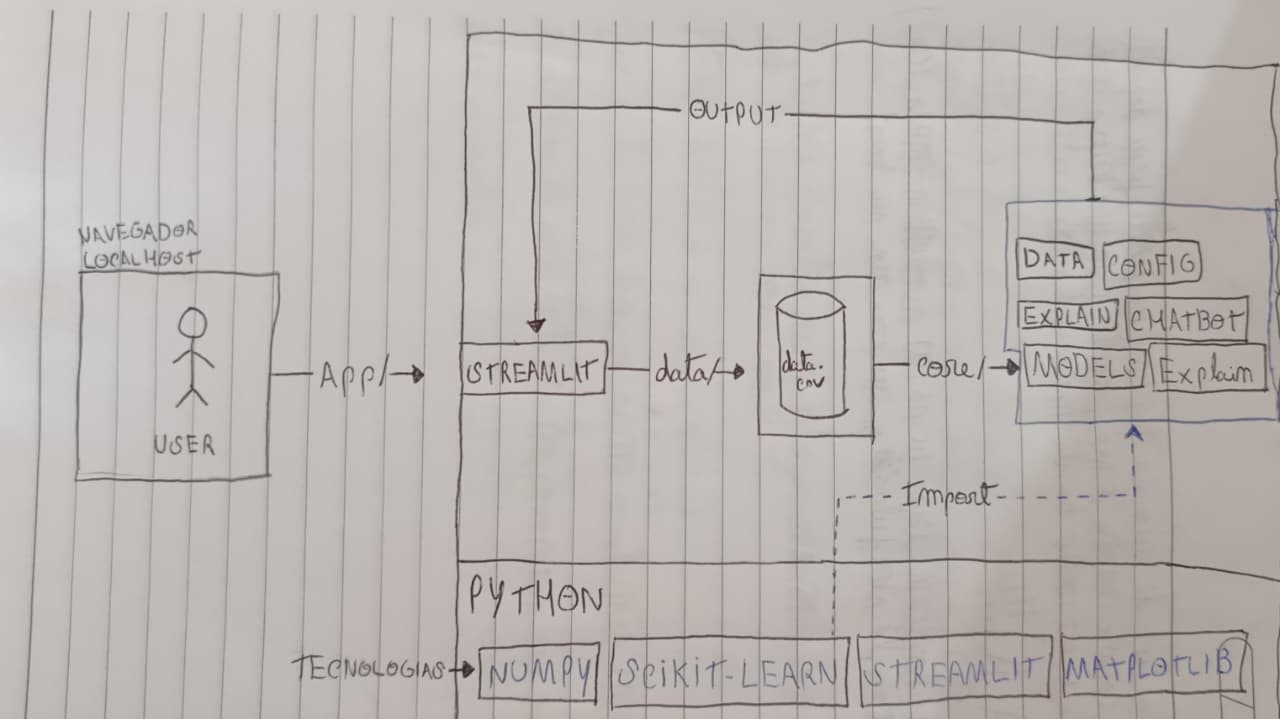 OUTPUT
NAVEGADOR
LOCALHOST
DATA
CONFIG
EXPLAIN
CHATBOT
App/
STREAMLIT
data/
data.
csv
core/
MODELS
Explain
USER
Import
PYTHON
TECNOLOGIAS
NUMPY
SCiKiT-LEARN
STREAMLIT
MATPLOTLIB